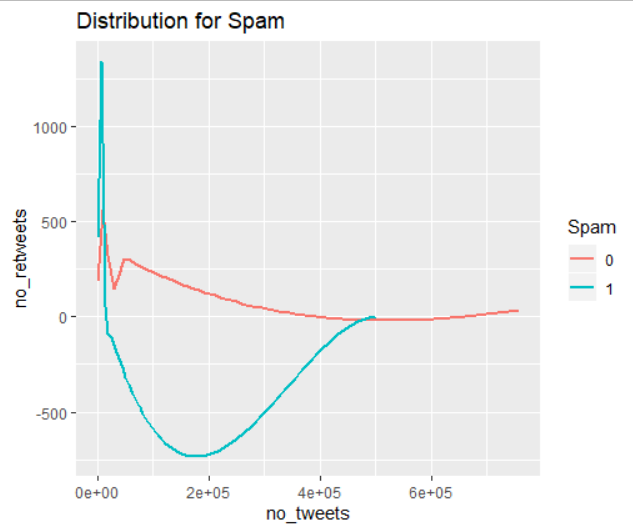 Distribution for Spam
1000
500
0
-500
no_retweets
0e+00 2e+05 4e+05 6e+05
no_tweets
Spam
0
1